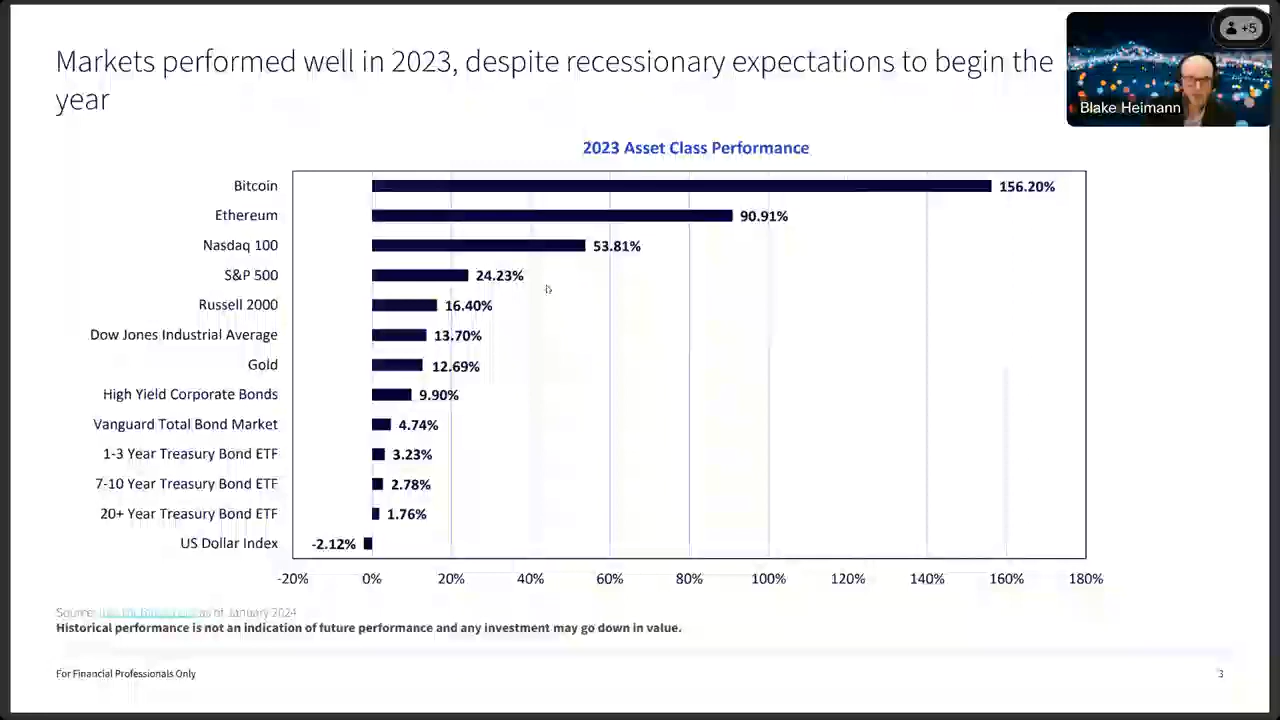 Markets performed well in 2023, despite recessionary expectations to begin the
year
+5
Blake Heimann
2023 Asset Class Performance
Bitcoin 156.20%
Ethereum 90.91%
Nasdaq 100 53.81%
S&P 500 24.23%
Russell 2000 16.40%
Dow Jones Industrial Average 13.70%
Gold 12.69%
High Yield Corporate Bonds 9.90%
Vanguard Total Bond Market 4.74%
1-3 Year Treasury Bond ETF 3.23%
7-10 Year Treasury Bond ETF 2.78%
20+ Year Treasury Bond ETF 1.76%
US Dollar Index -2.12%
-20% 0% 20% 40% 60% 80% 100% 120% 140% 160% 180%
Source: as of January 2024
Historical performance is not an indication of future performance and any investment may go down in value.
For Financial Professionals Only
3